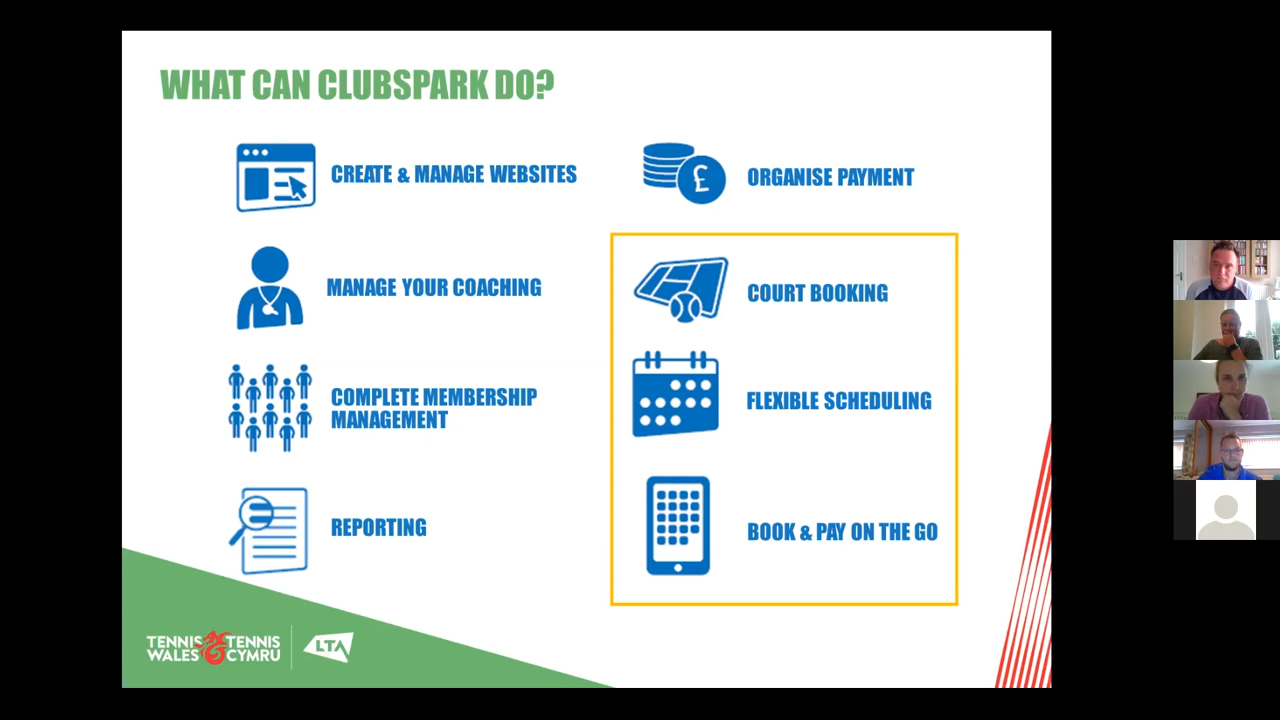 WHAT CAN CLUBSPARK DO?
CREATE & MANAGE WEBSITES
MANAGE YOUR COACHING
COMPLETE MEMBERSHIP
MANAGEMENT
REPORTING
£
ORGANISE PAYMENT
COURT BOOKING
FLEXIBLE SCHEDULING
BOOK & PAY ON THE GO
TENNIS TENNIS
WALES CYMRU
LTA